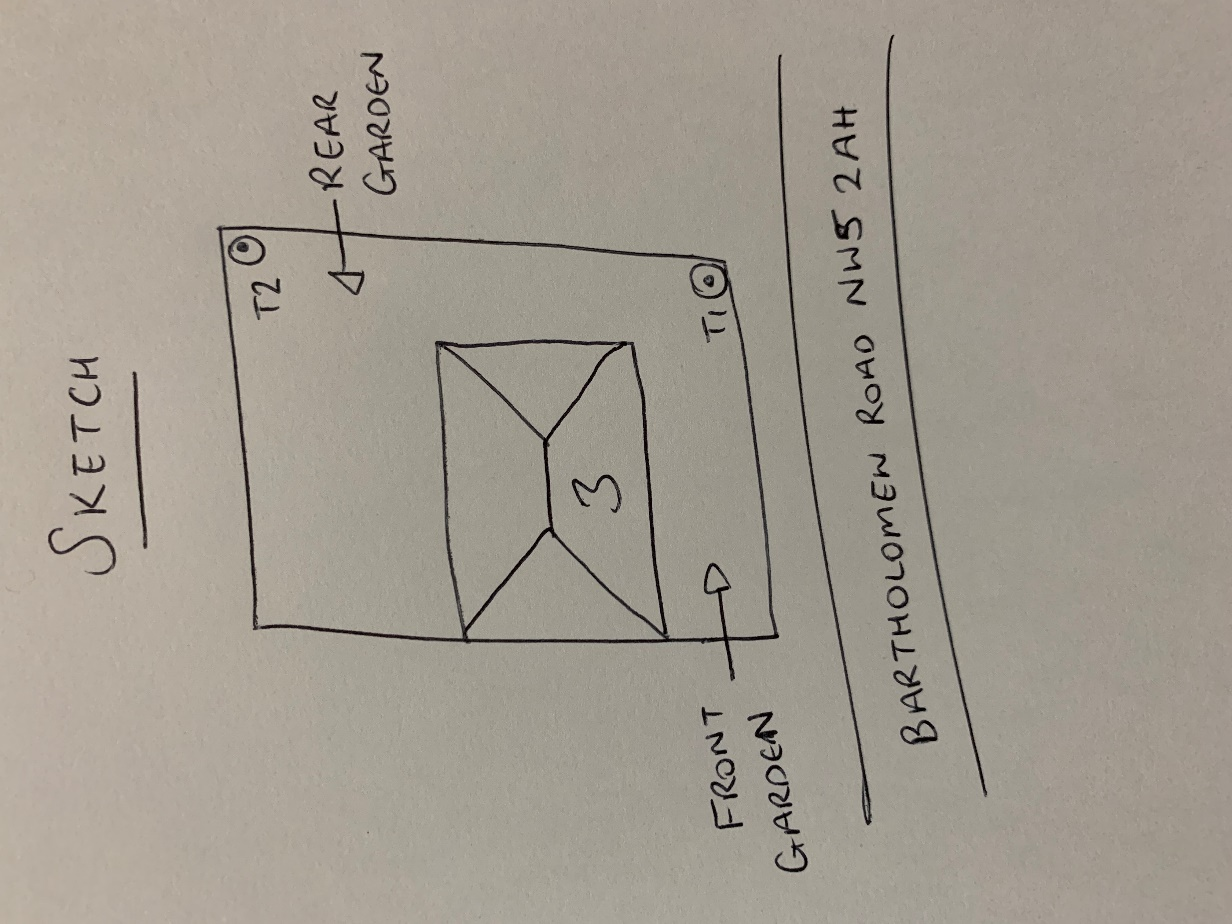 SKETCH
T2
REAR
GARDEN
3
T1
FRONT
GARDEN
BARTHOLOMEW ROAD NW5 2AH